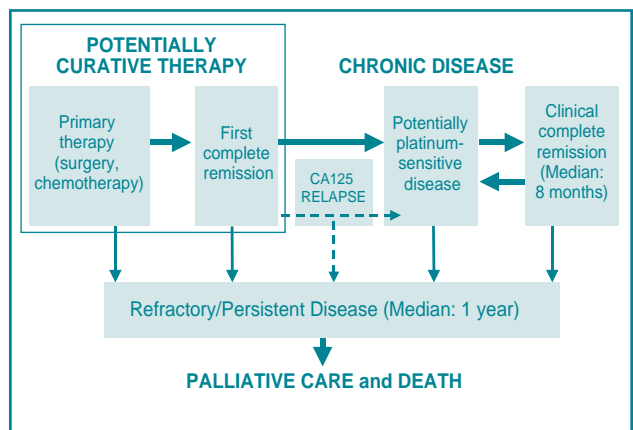 POTENTIALLY
CURATIVE THERAPY
CHRONIC DISEASE
Primary
therapy
(surgery,
chemotherapy)
First
complete
remission
CA125
RELAPSE
Potentially
platinum-
sensitive
disease
Clinical
complete
remission
(Median:
8 months)
Refractory/Persistent Disease (Median: 1 year)
PALLIATIVE CARE and DEATH